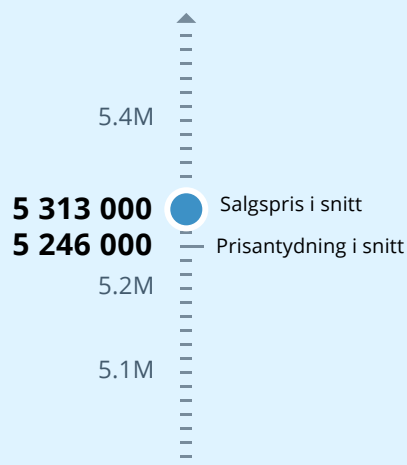 5.4M
5 313 000 Salgspris i snitt
5 246 000 Prisantydning i snitt
5.2M
5.1M